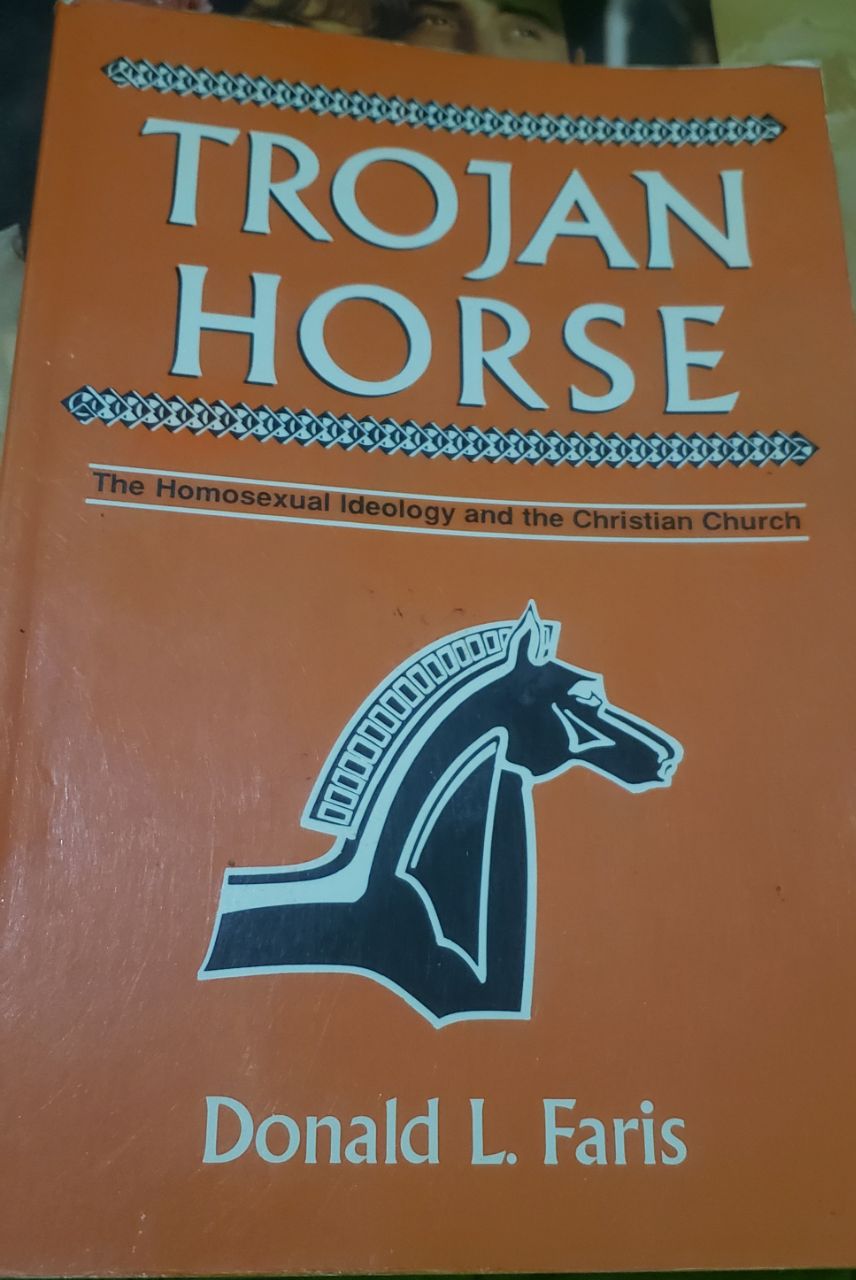 TROJAN
HORSE
The Homosexual Ideology and the Christian Church
Donald L. Faris